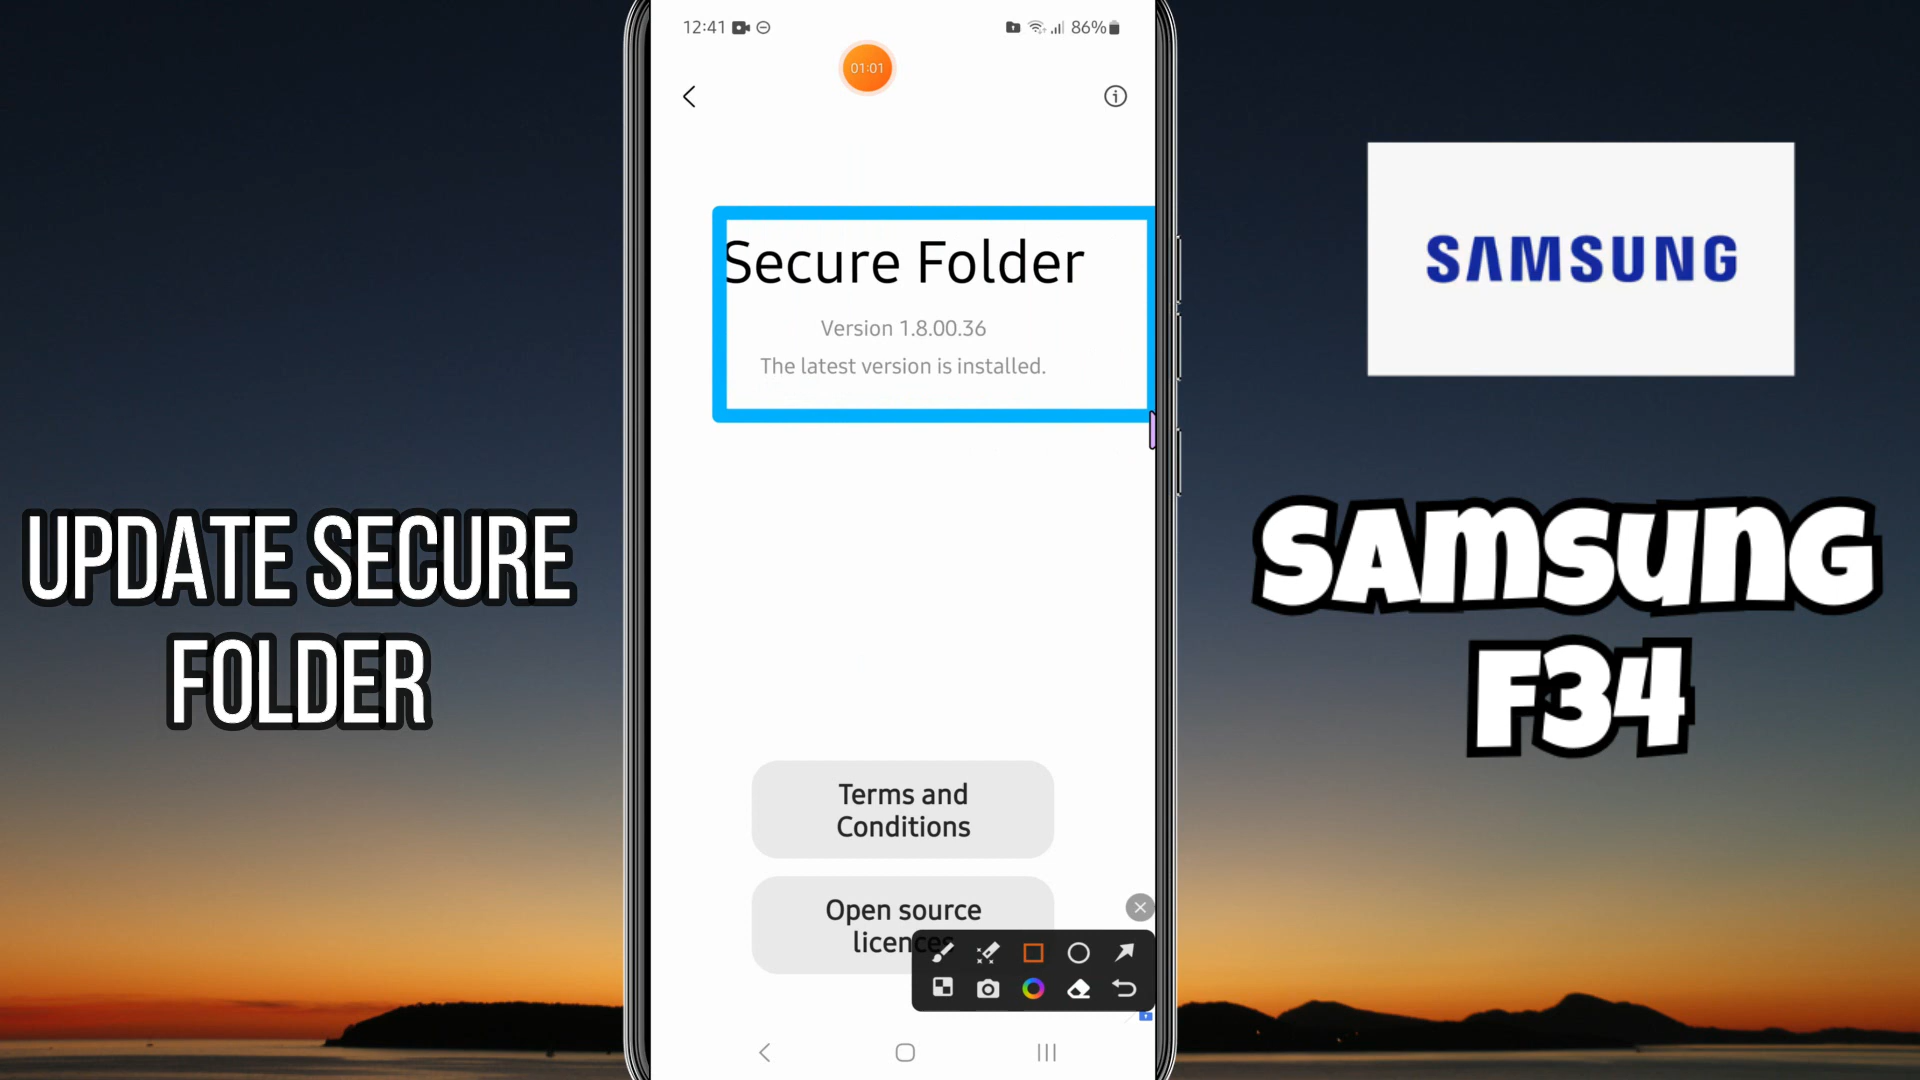 12:41
86%
01:01
Secure Folder
Version 1.8.00.36
The latest version is installed.
Terms and
Conditions
Open source
licences
UPDATE SECURE
FOLDER
SAMSUNG
SAMSUNG
F34